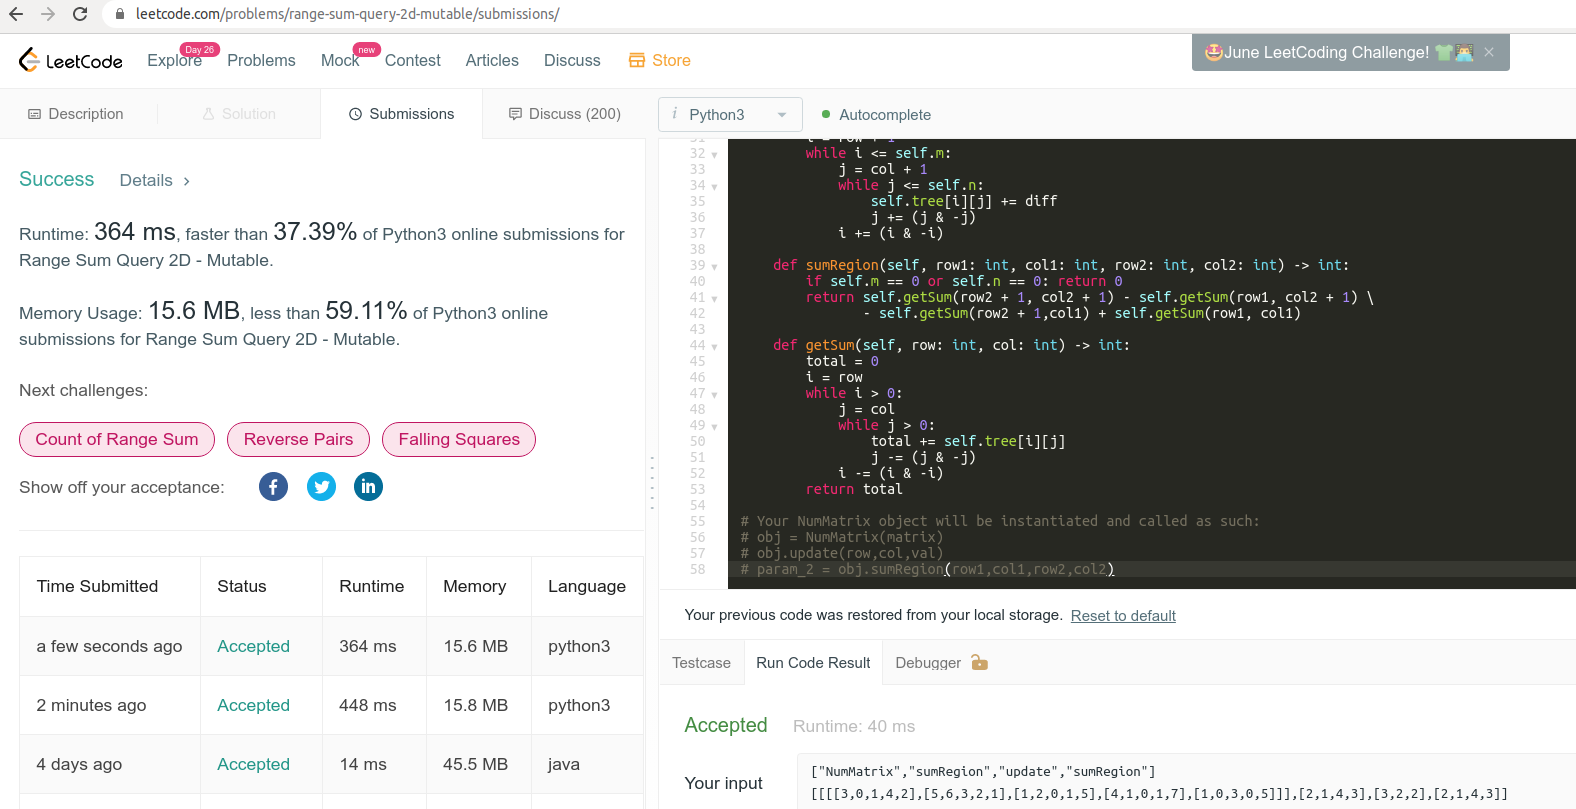 leetcode.com/problems/range-sum-query-2d-mutable/submissions/
LeetCode Explore Day 26 Problems Mock new Contest Articles Discuss Store
🤩June LeetCoding Challenge! 👕👨‍💻 ×
Description Solution Submissions Discuss (200)
i Python3 Autocomplete
Success Details ›
Runtime: 364 ms, faster than 37.39% of Python3 online submissions for
Range Sum Query 2D - Mutable.
Memory Usage: 15.6 MB, less than 59.11% of Python3 online
submissions for Range Sum Query 2D - Mutable.
Next challenges:
Count of Range Sum Reverse Pairs Falling Squares
Show off your acceptance: f in
Time Submitted Status Runtime Memory Language
a few seconds ago Accepted 364 ms 15.6 MB python3
2 minutes ago Accepted 448 ms 15.8 MB python3
4 days ago Accepted 14 ms 45.5 MB java
31 i = row + 1
32 while i <= self.m:
33 j = col + 1
34 while j <= self.n:
35 self.tree[i][j] += diff
36 j += (j & -j)
37 i += (i & -i)
38
39 def sumRegion(self, row1: int, col1: int, row2: int, col2: int) -> int:
40 if self.m == 0 or self.n == 0: return 0
41 return self.getSum(row2 + 1, col2 + 1) - self.getSum(row1, col2 + 1) \
42 - self.getSum(row2 + 1,col1) + self.getSum(row1, col1)
43
44 def getSum(self, row: int, col: int) -> int:
45 total = 0
46 i = row
47 while i > 0:
48 j = col
49 while j > 0:
50 total += self.tree[i][j]
51 j -= (j & -j)
52 i -= (i & -i)
53 return total
54
55 # Your NumMatrix object will be instantiated and called as such:
56 # obj = NumMatrix(matrix)
57 # obj.update(row,col,val)
58 # param_2 = obj.sumRegion(row1,col1,row2,col2)
Your previous code was restored from your local storage. Reset to default
Testcase Run Code Result Debugger
Accepted Runtime: 40 ms
Your input
["NumMatrix","sumRegion","update","sumRegion"]
[[[[3,0,1,4,2],[5,6,3,2,1],[1,2,0,1,5],[4,1,0,1,7],[1,0,3,0,5]]],[2,1,4,3],[3,2,2],[2,1,4,3]]